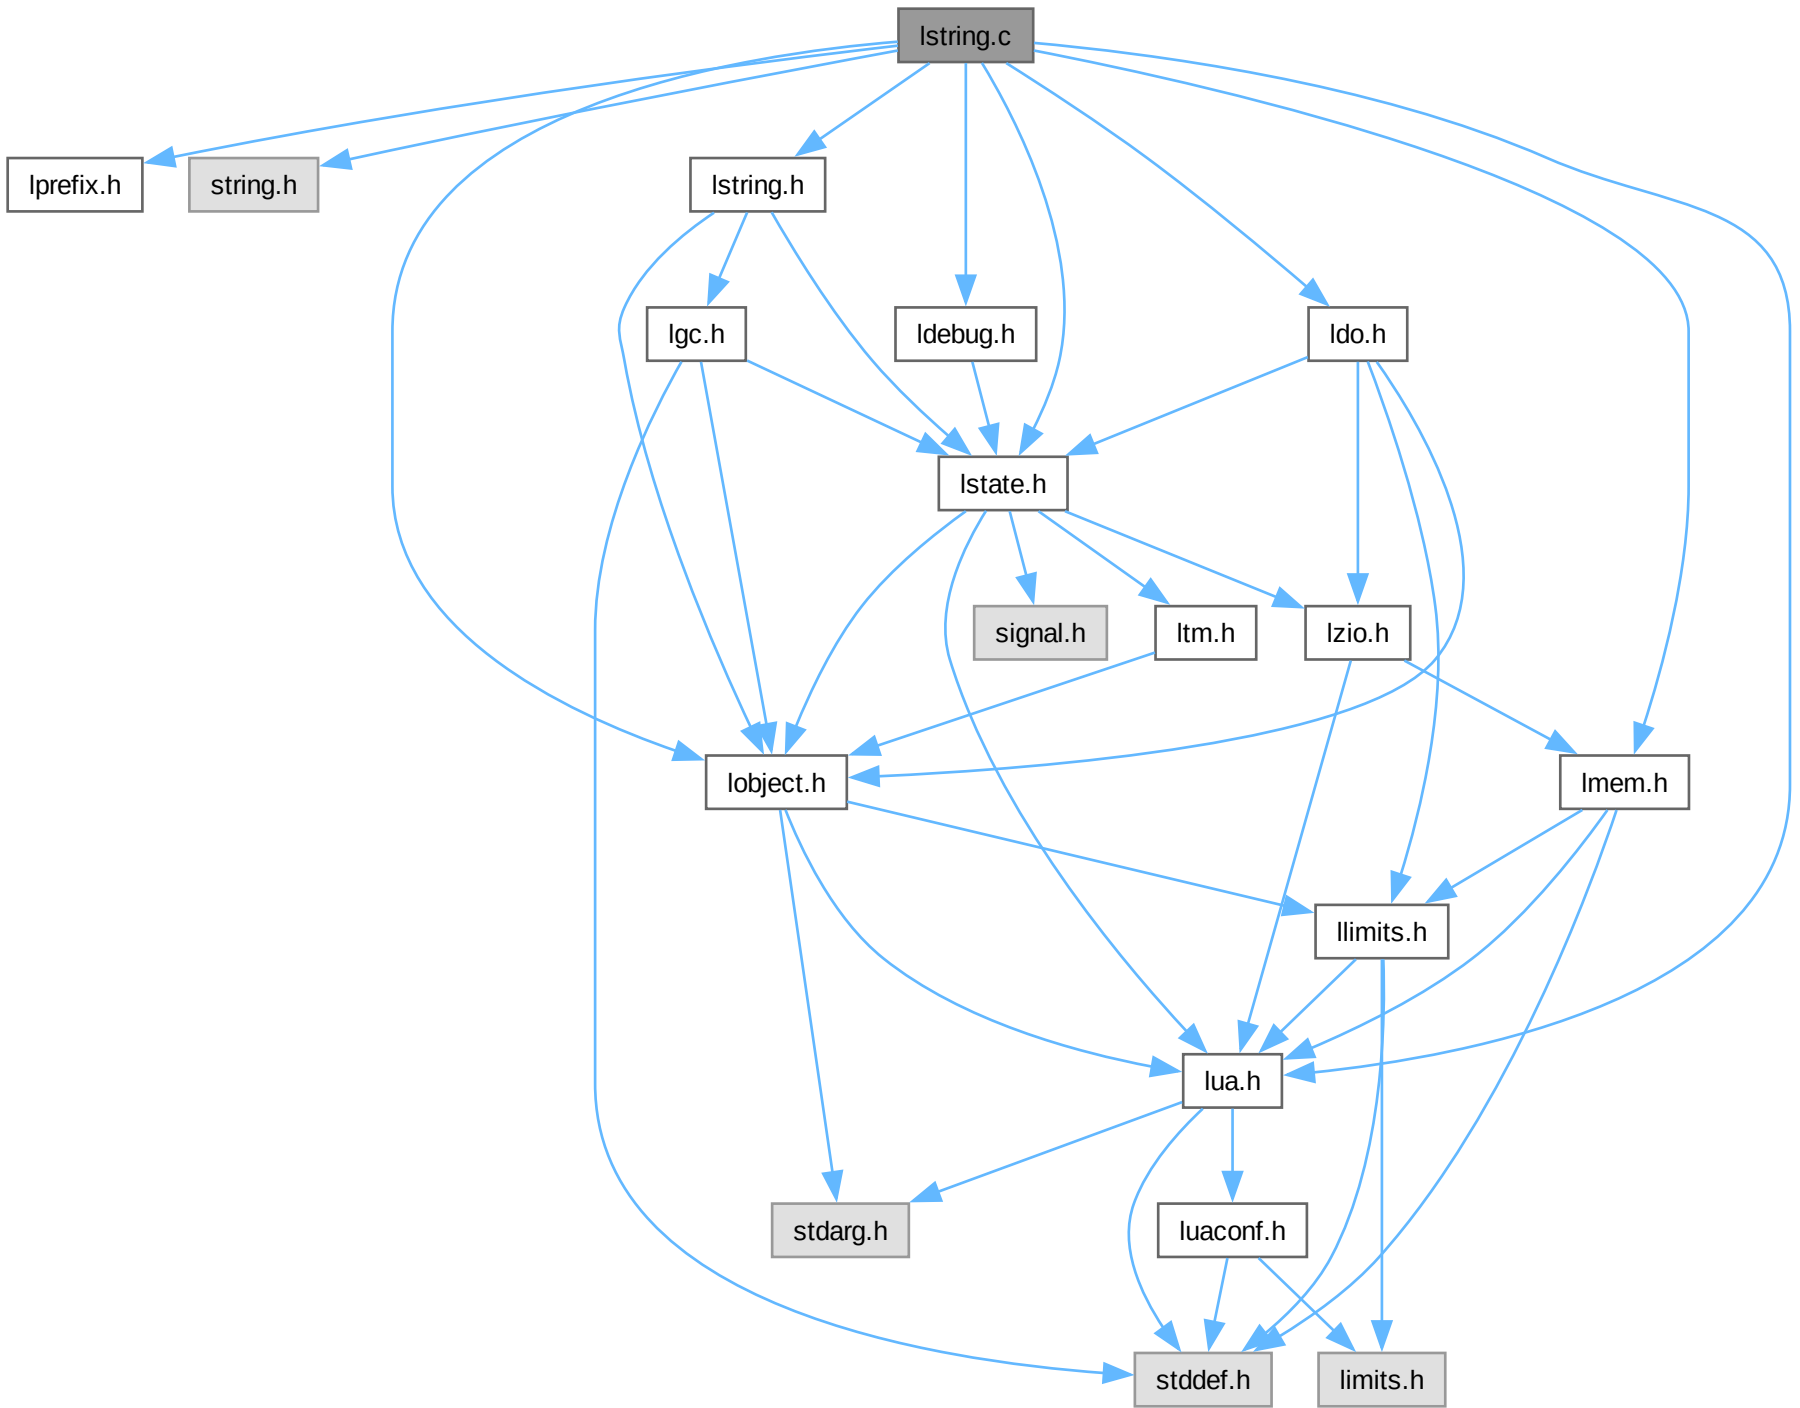 lstring.c
lprefix.h
string.h
lstring.h
lgc.h
ldebug.h
ldo.h
lstate.h
signal.h
ltm.h
lzio.h
lobject.h
lmem.h
llimits.h
lua.h
stdarg.h
luaconf.h
stddef.h
limits.h